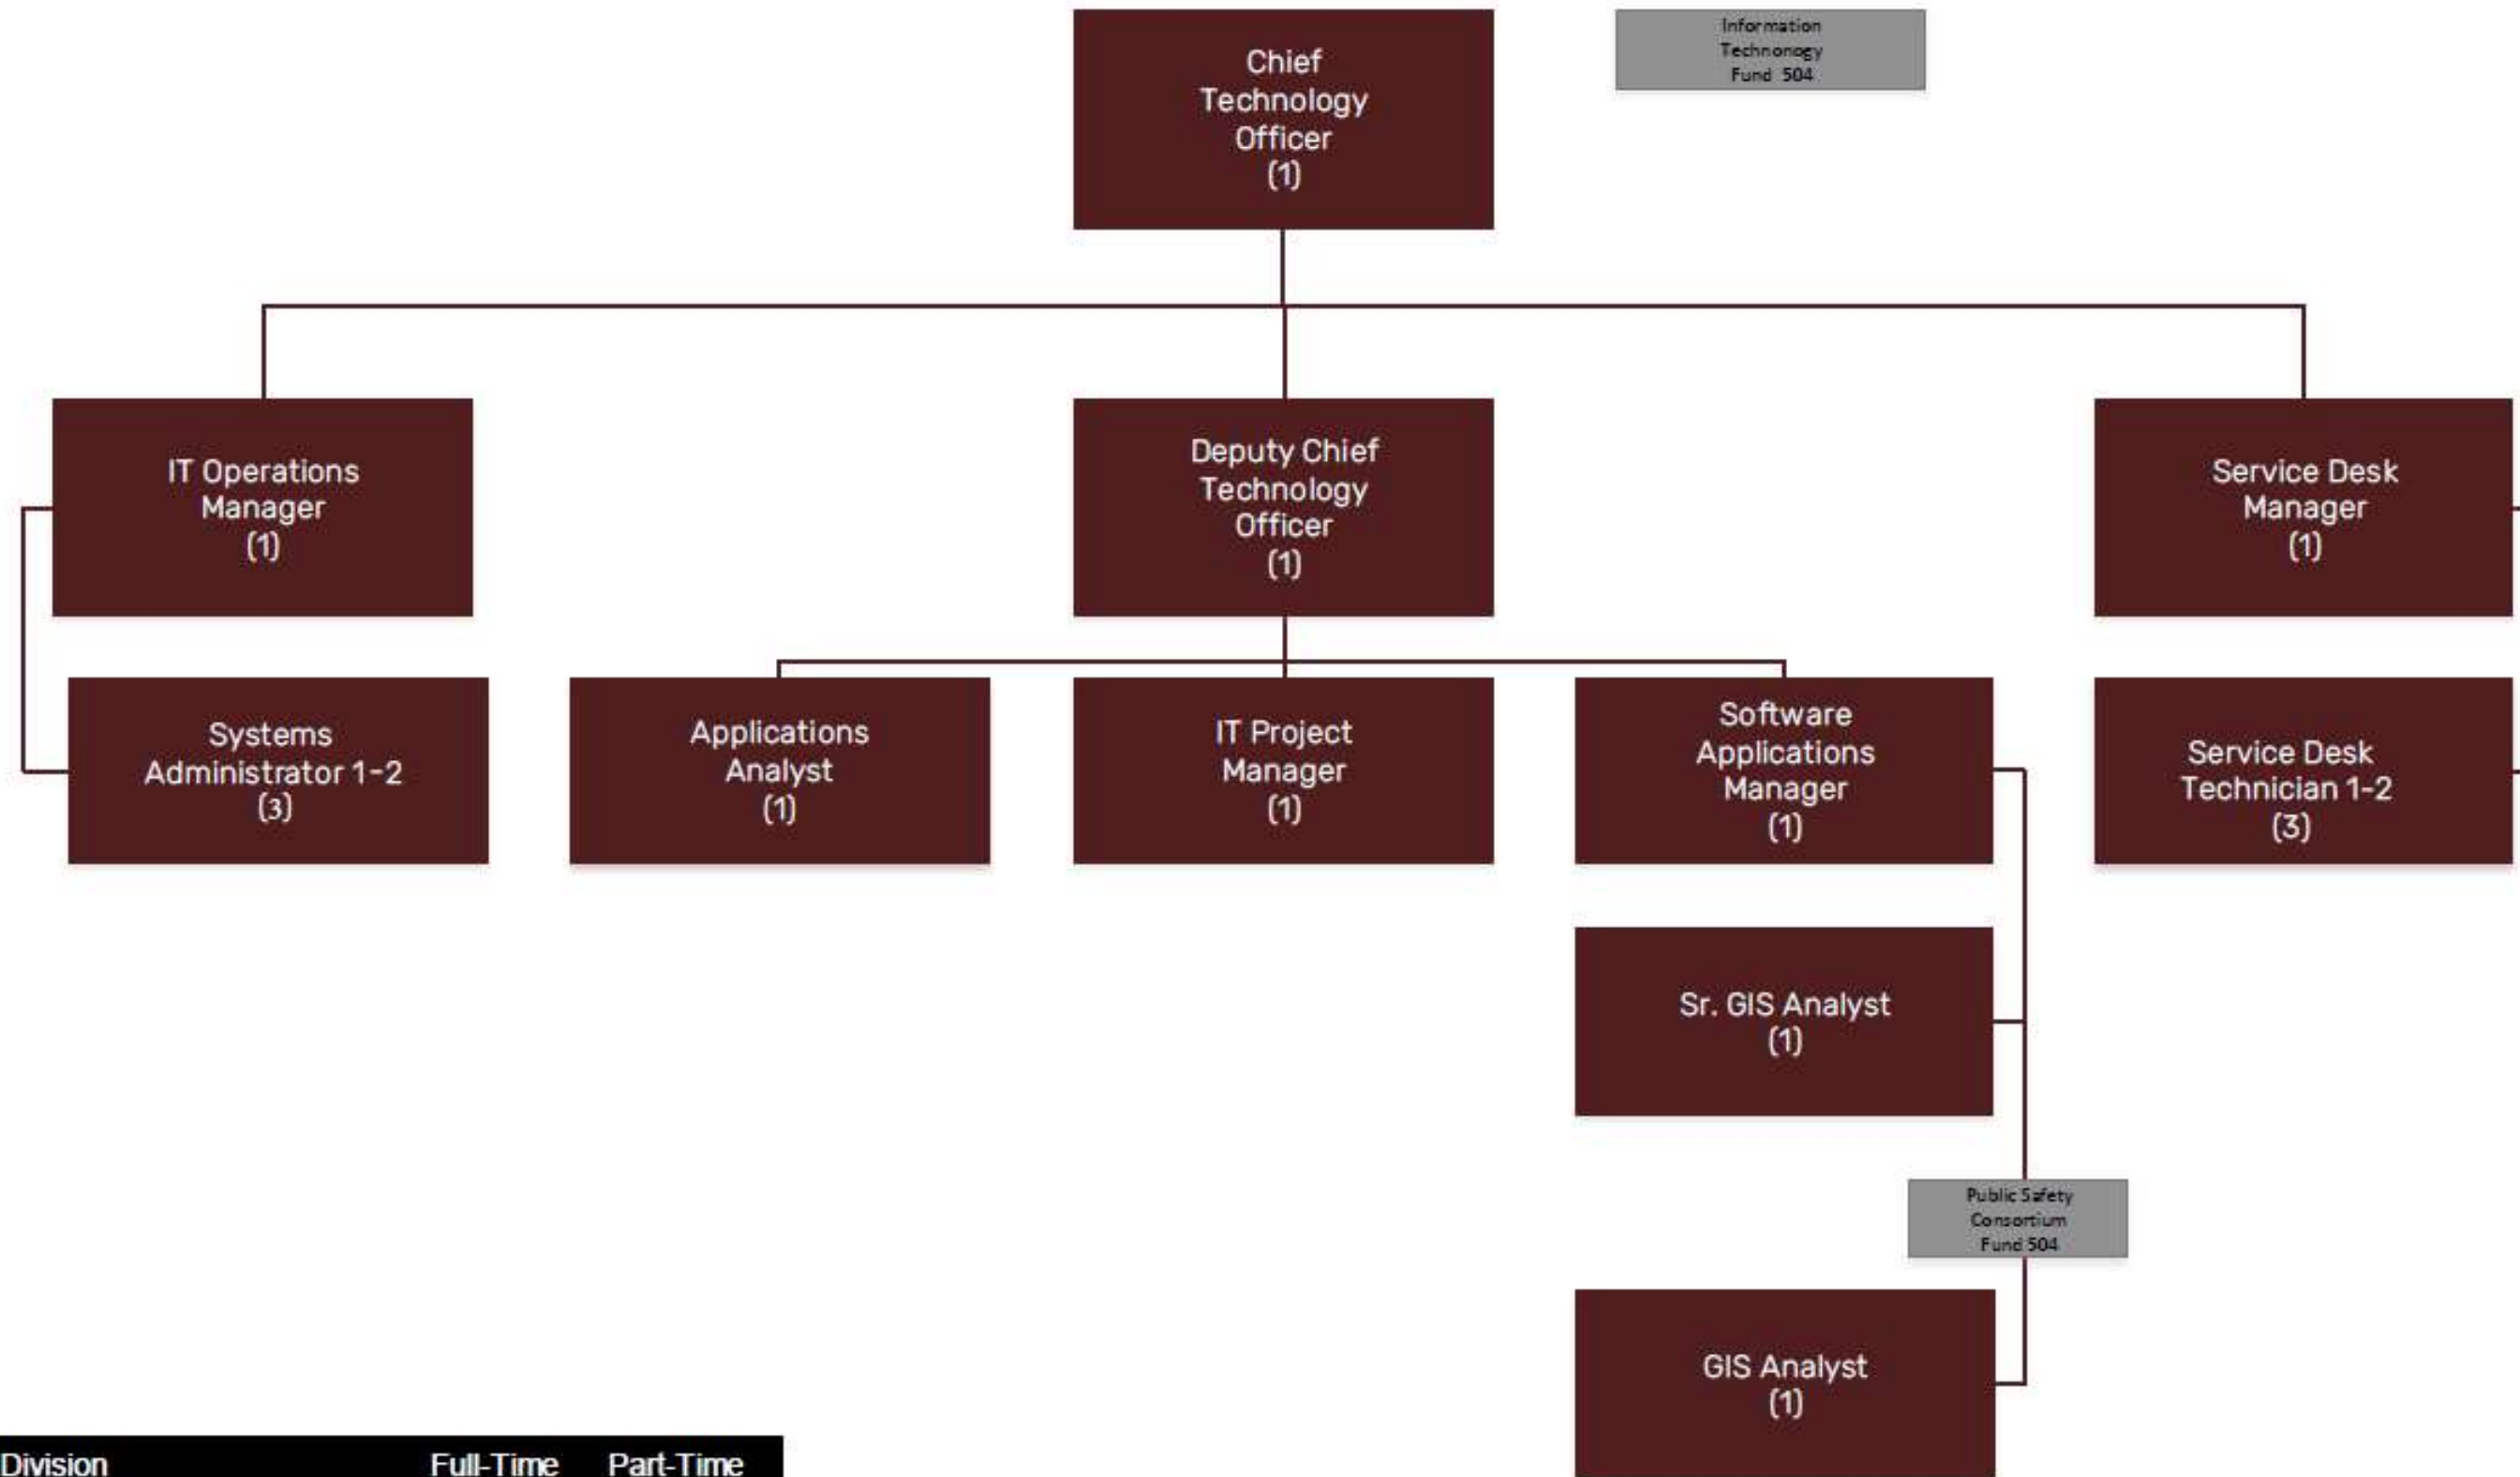 Chief
Technology
Officer
(1)
Information
Technonogy
Fund 504
IT Operations
Manager
(1)
Deputy Chief
Technology
Officer
(1)
Service Desk
Manager
(1)
Systems
Administrator 1-2
(3)
Applications
Analyst
(1)
IT Project
Manager
(1)
Software
Applications
Manager
(1)
Service Desk
Technician 1-2
(3)
Sr. GIS Analyst
(1)
Public Safety
Consortium
Fund 504
GIS Analyst
(1)
Division Full-Time Part-Time